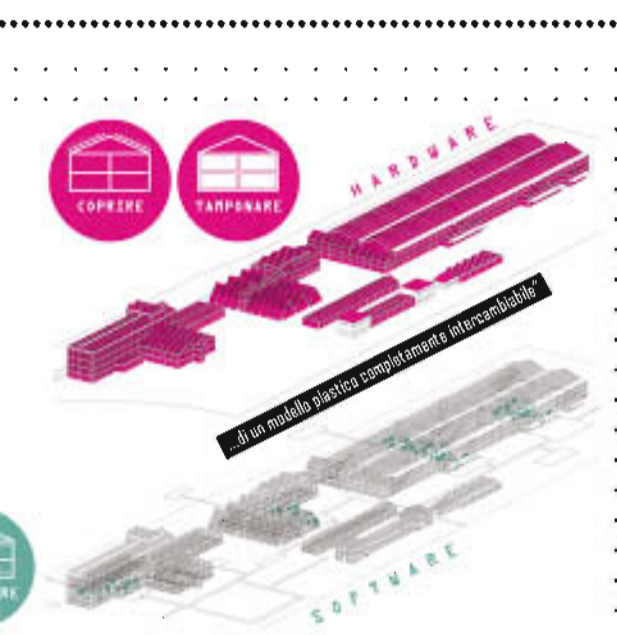 COPRIRE
TAMPONARE
HARDWARE
...di un modello plastico completamente intercambiabile"
SOFTWARE